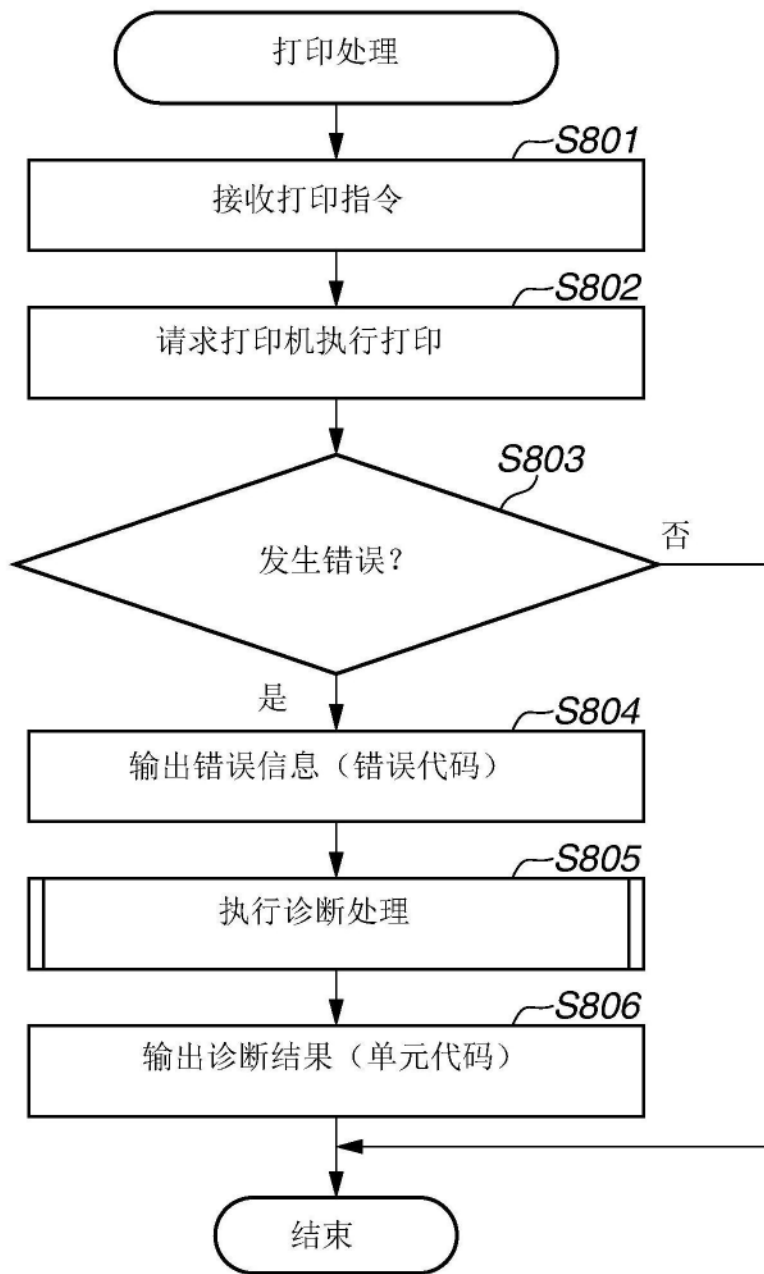 打印处理
S801
接收打印指令
S802
请求打印机执行打印
S803
发生错误？
否
是
S804
输出错误信息（错误代码）
S805
执行诊断处理
S806
输出诊断结果（单元代码）
结束